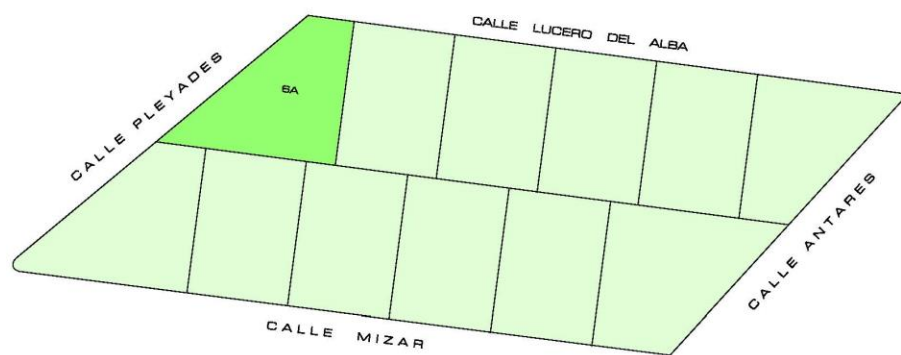 CALLE LUCERO DEL ALBA
CALLE PLEYADES
6A
CALLE ANTARES
CALLE MIZAR